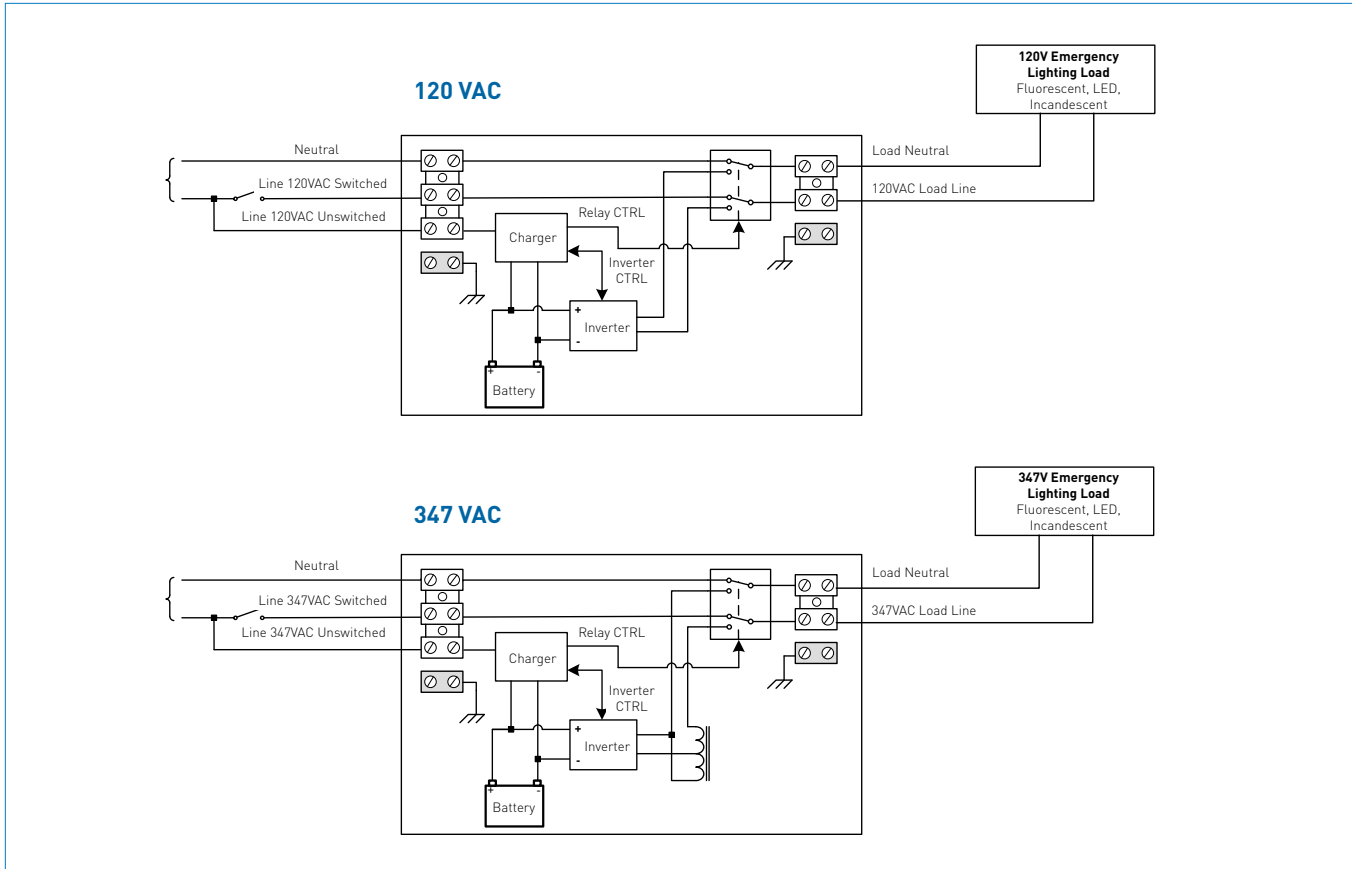 120 VAC
120V Emergency
Lighting Load
Fluorescent, LED,
Incandescent
Neutral
Load Neutral
Line 120VAC Switched
120VAC Load Line
Line 120VAC Unswitched
Relay CTRL
Charger
Inverter
CTRL
+
Inverter
-
+ -
Battery
347 VAC
347V Emergency
Lighting Load
Fluorescent, LED,
Incandescent
Neutral
Load Neutral
Line 347VAC Switched
347VAC Load Line
Line 347VAC Unswitched
Relay CTRL
Charger
Inverter
CTRL
+
Inverter
-
+ -
Battery